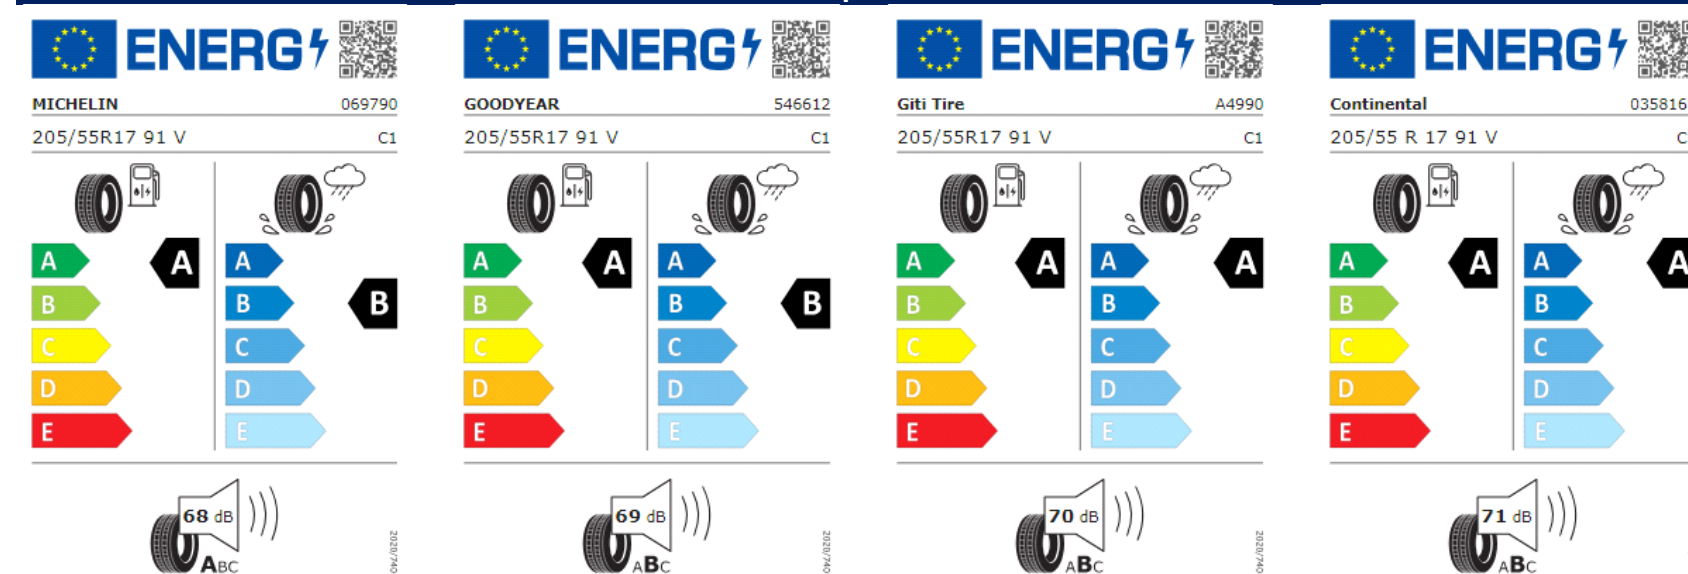 ENERG
MICHELIN 069790
205/55R17 91 V C1
A A A
B B B
C C
D D
E E
68 dB
ABC
2020/740
ENERG
GOODYEAR 546612
205/55R17 91 V C1
A A A
B B B
C C
D D
E E
69 dB
ABC
2020/740
ENERG
Giti Tire A4990
205/55R17 91 V C1
A A A A
B B
C C
D D
E E
70 dB
ABC
2020/740
ENERG
Continental 035816
205/55 R 17 91 V C
A A A A
B B
C C
D D
E E
71 dB
ABC